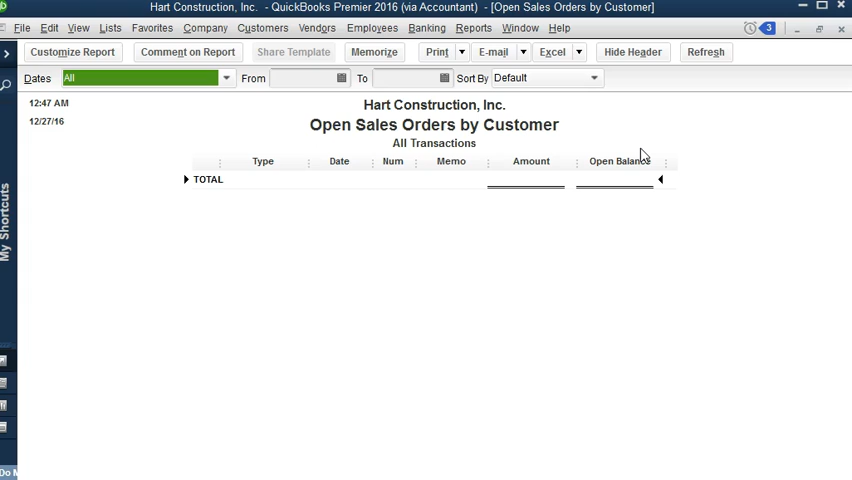 Hart Construction, Inc. - QuickBooks Premier 2016 (via Accountant) - [Open Sales Orders by Customer]
File Edit View Lists Favorites Company Customers Vendors Employees Banking Reports Window Help 3
Customize Report Comment on Report Share Template Memorize Print E-mail Excel Hide Header Refresh
Dates All From To Sort By Default
12:47 AM
12/27/16
Hart Construction, Inc.
Open Sales Orders by Customer
All Transactions
Type Date Num Memo Amount Open Balance
TOTAL
My Shortcuts
Do M